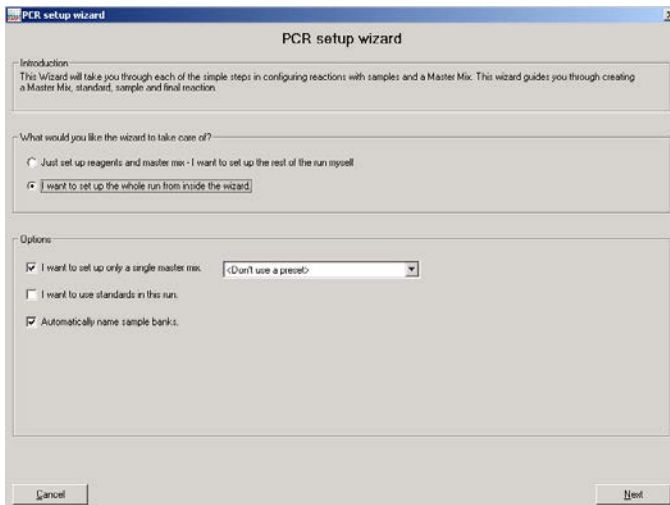 PCR setup wizard
PCR setup wizard
Introduction
This Wizard will take you through each of the simple steps in configuring reactions with samples and a Master Mix. This wizard guides you through creating
a Master Mix, standard, sample and final reaction.
What would you like the wizard to take care of?
Just set up reagents and master mix - I want to set up the rest of the run myself
I want to set up the whole run from inside the wizard.
Options
I want to set up only a single master mix.
<Don't use a preset>
I want to use standards in this run.
Automatically name sample banks.
Cancel
Next